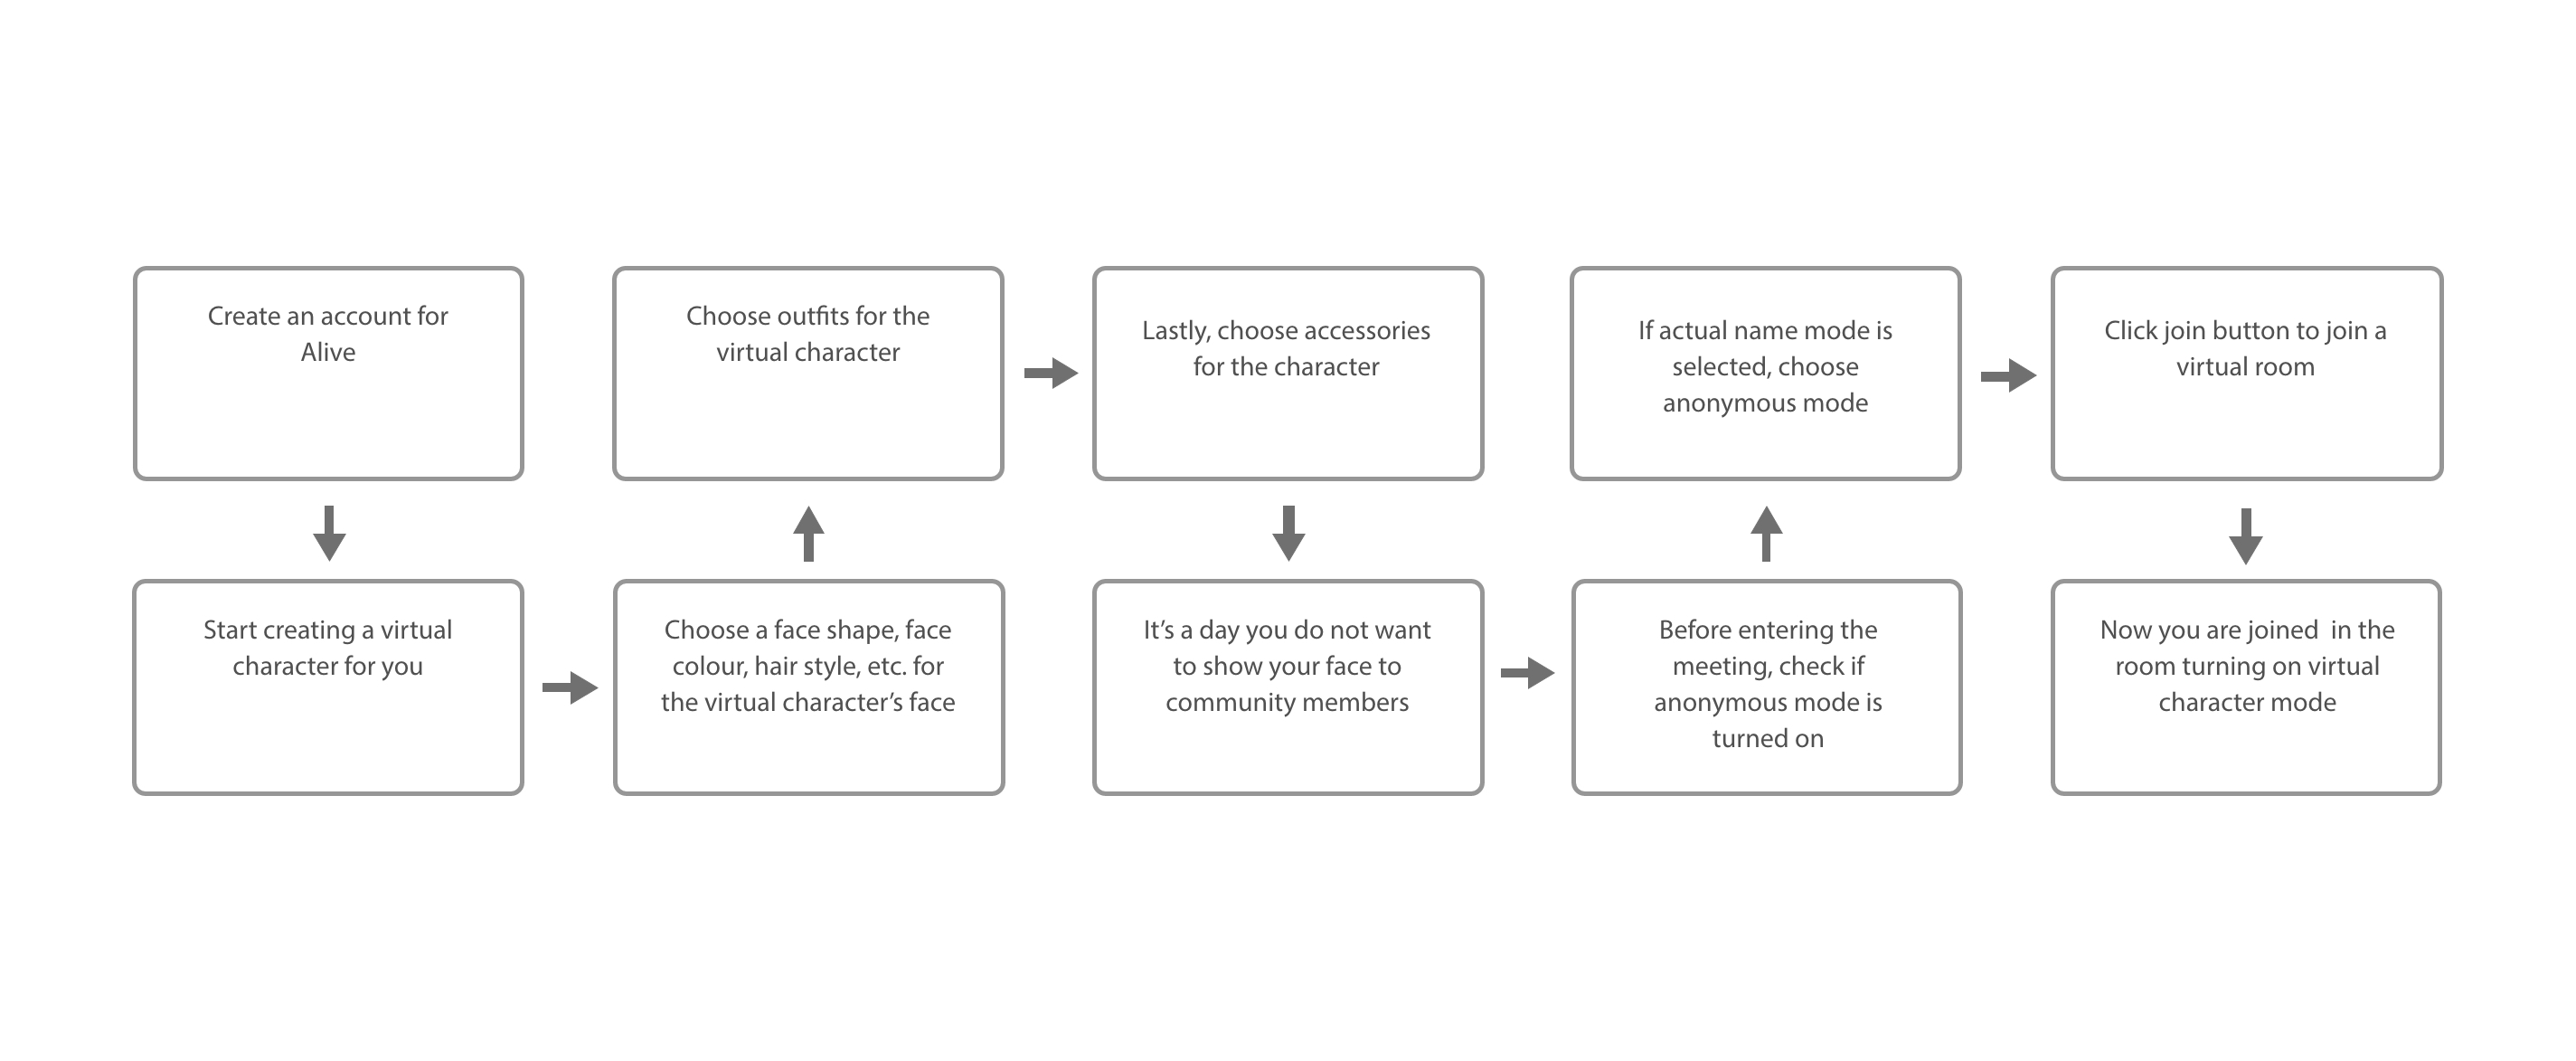 Create an account for
Alive
Start creating a virtual
character for you
Choose a face shape, face
colour, hair style, etc. for
the virtual character’s face
Choose outfits for the
virtual character
Lastly, choose accessories
for the character
It’s a day you do not want
to show your face to
community members
Before entering the
meeting, check if
anonymous mode is
turned on
If actual name mode is
selected, choose
anonymous mode
Click join button to join a
virtual room
Now you are joined  in the
room turning on virtual
character mode